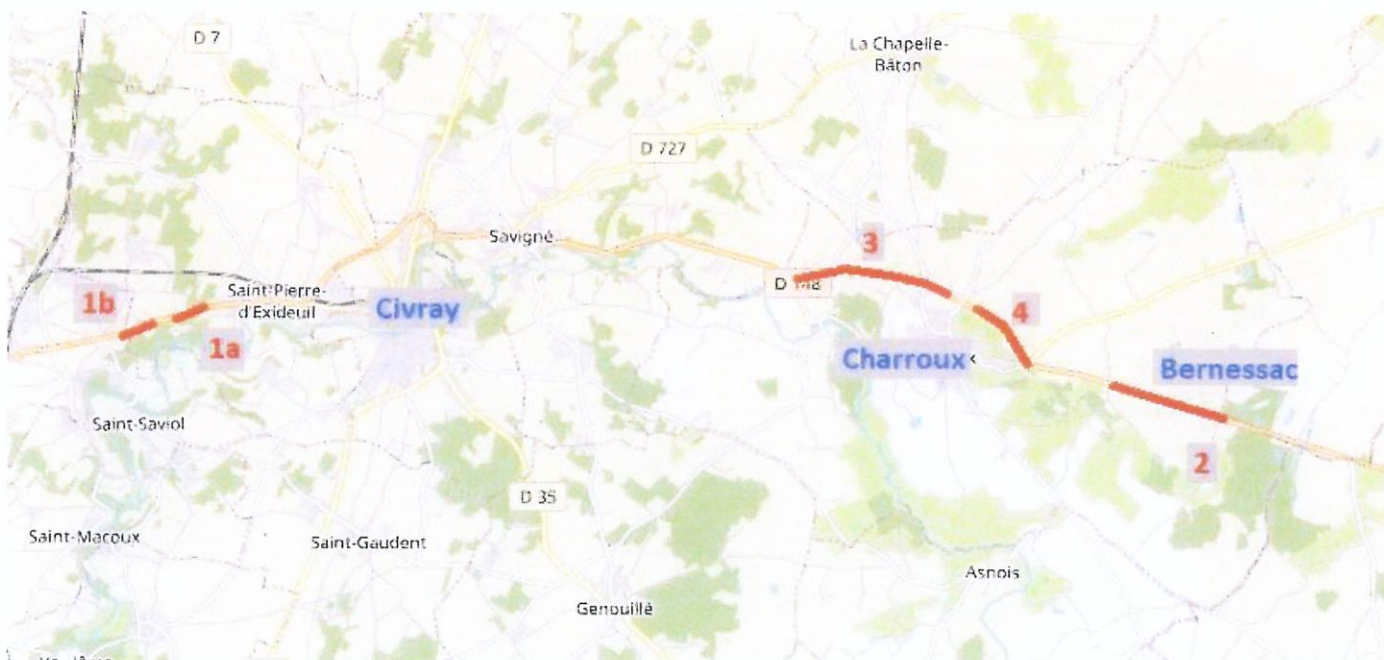 D 7
La Chapelle-
Bâton
D 727
Savigné
3
D 148
1b
Saint-Pierre-
d'Exideuil
Civray
4
1a
Charroux
Bernessac
Saint-Saviol
2
D 35
Saint-Macoux
Saint-Gaudent
Asnois
Genouillé